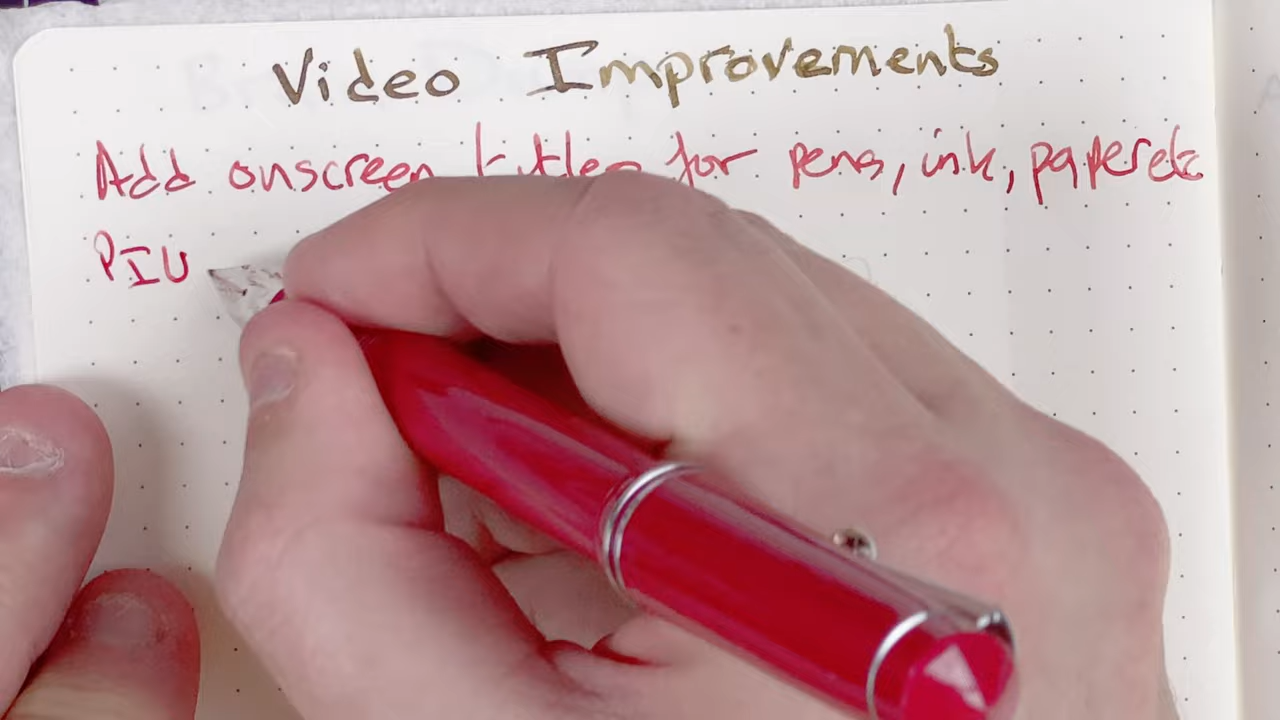 Video Improvements
Add onscreen titles for pens, ink, paper etc
PIU